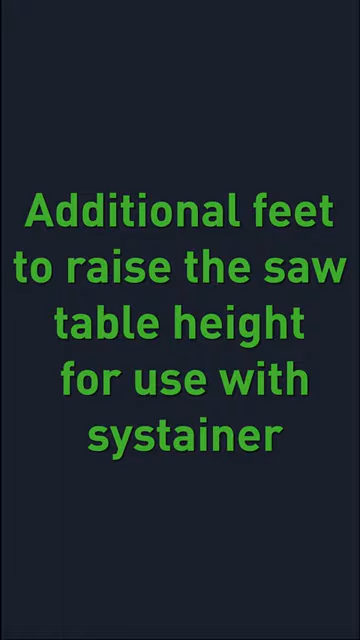 Additional feet
to raise the saw
table height
for use with
systainer